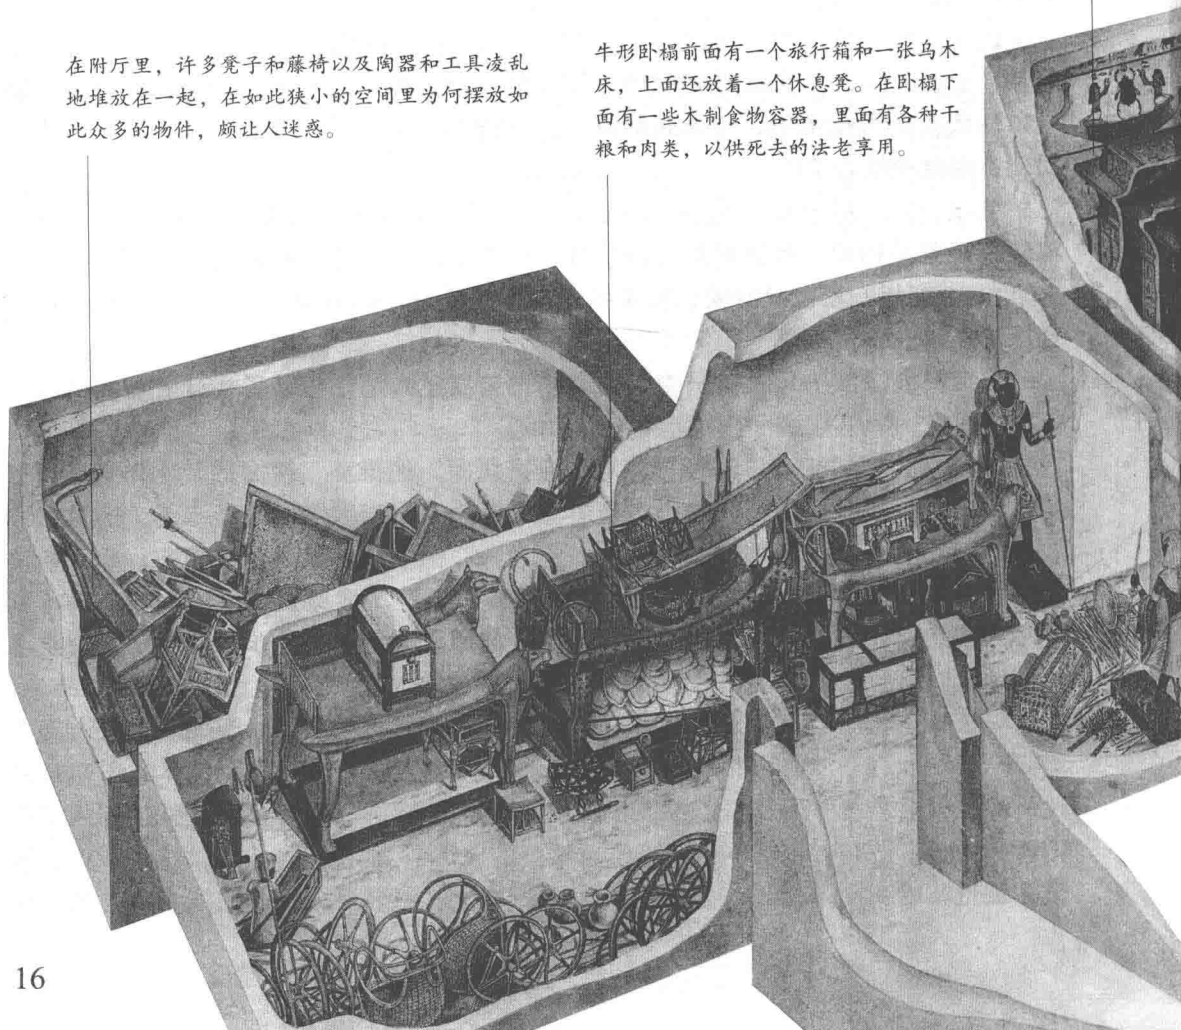 在附厅里，许多凳子和藤椅以及陶器和工具凌乱
地堆放在一起，在如此狭小的空间里为何摆放如
此众多的物件，颇让人迷惑。
牛形卧榻前面有一个旅行箱和一张乌木
床，上面还放着一个休息凳。在卧榻下
面有一些木制食物容器，里面有各种干
粮和肉类，以供死去的法老享用。
16